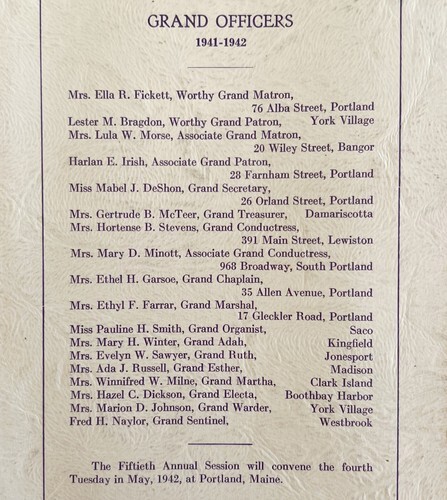 GRAND OFFICERS
1941-1942
Mrs. Ella R. Fickett, Worthy Grand Matron,
76 Alba Street, Portland
Lester M. Bragdon, Worthy Grand Patron, York Village
Mrs. Lula W. Morse, Associate Grand Matron,
20 Wiley Street, Bangor
Harlan E. Irish, Associate Grand Patron,
28 Farnham Street, Portland
Miss Mabel J. DeShon, Grand Secretary,
26 Orland Street, Portland
Mrs. Gertrude B. McTeer, Grand Treasurer, Damariscotta
Mrs. Hortense B. Stevens, Grand Conductress,
391 Main Street, Lewiston
Mrs. Mary D. Minott, Associate Grand Conductress,
968 Broadway, South Portland
Mrs. Ethel H. Garsoe, Grand Chaplain,
35 Allen Avenue, Portland
Mrs. Ethyl F. Farrar, Grand Marshal,
17 Gleckler Road, Portland
Miss Pauline H. Smith, Grand Organist, Saco
Mrs. Mary H. Winter, Grand Adah, Kingfield
Mrs. Evelyn W. Sawyer, Grand Ruth, Jonesport
Mrs. Ada J. Russell, Grand Esther, Madison
Mrs. Winnifred W. Milne, Grand Martha, Clark Island
Mrs. Hazel C. Dickson, Grand Electa, Boothbay Harbor
Mrs. Marion D. Johnson, Grand Warder, York Village
Fred H. Naylor, Grand Sentinel, Westbrook
The Fiftieth Annual Session will convene the fourth
Tuesday in May, 1942, at Portland, Maine.